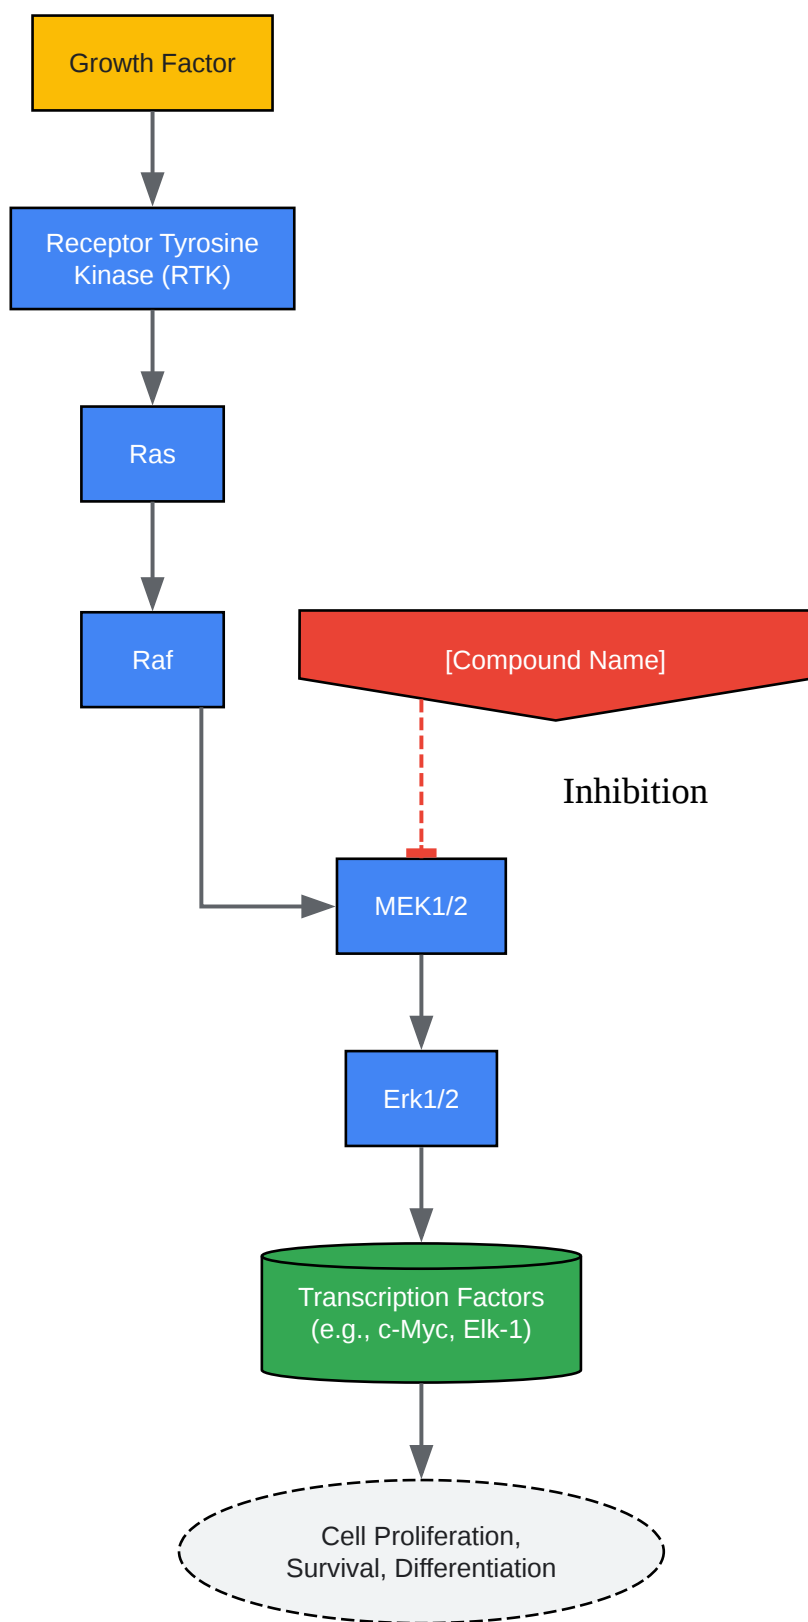 Growth Factor
Receptor Tyrosine
Kinase (RTK)
Ras
Raf
[Compound Name]
Inhibition
MEK1/2
Erk1/2
Transcription Factors
(e.g., c-Myc, Elk-1)
Cell Proliferation,
Survival, Differentiation